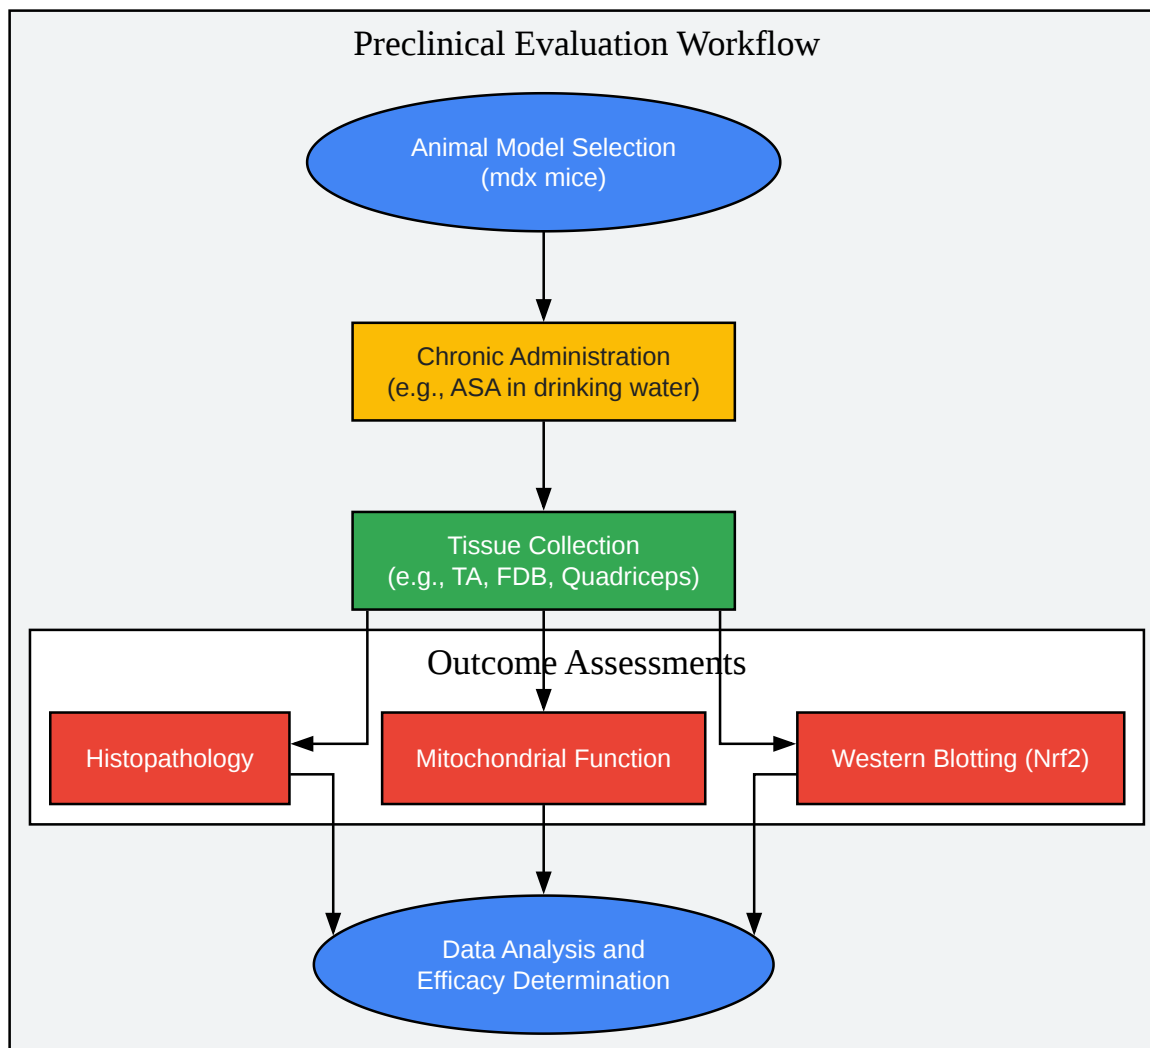 Preclinical Evaluation Workflow
Animal Model Selection
(mdx mice)
Chronic Administration
(e.g., ASA in drinking water)
Tissue Collection
(e.g., TA, FDB, Quadriceps)
Outcome Assessments
Histopathology
Mitochondrial Function
Western Blotting (Nrf2)
Data Analysis and
Efficacy Determination